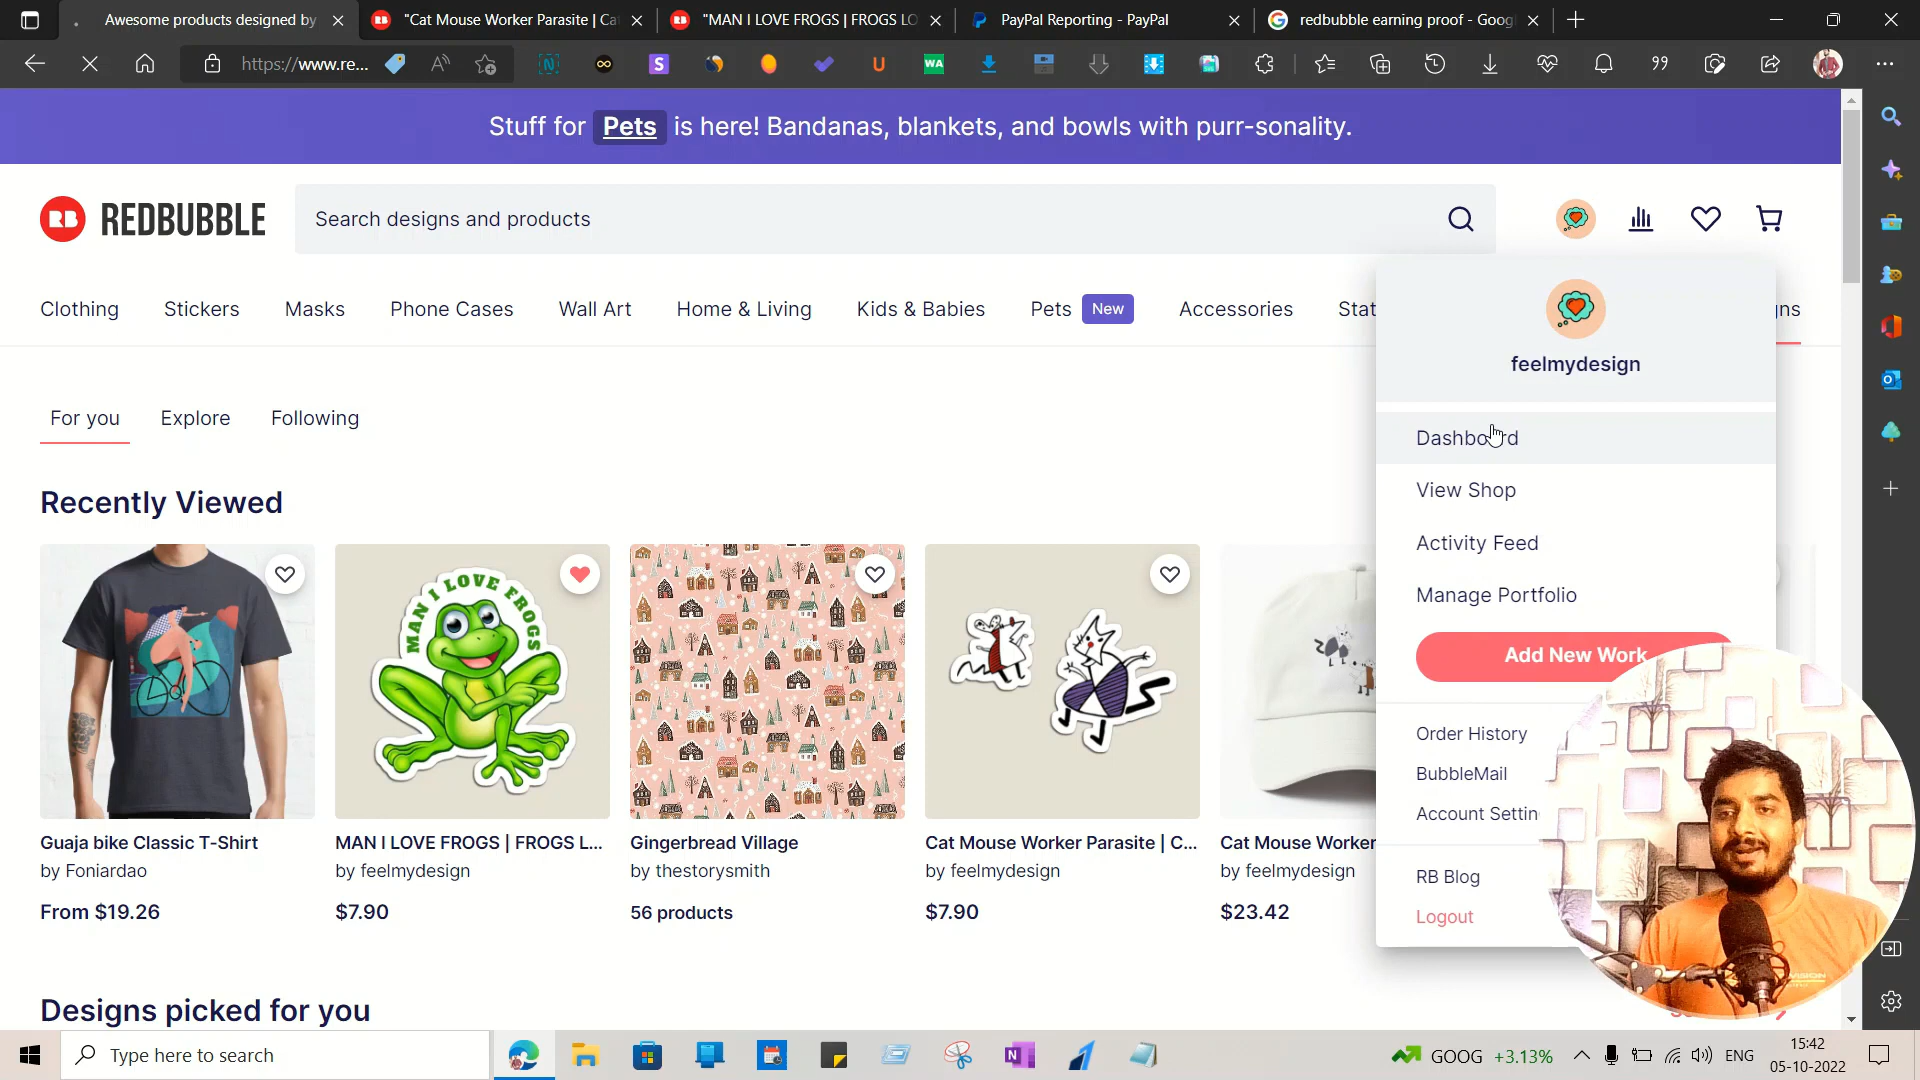 Awesome products designed by
"Cat Mouse Worker Parasite | Ca
"MAN I LOVE FROGS | FROGS LO
PayPal Reporting - PayPal
redbubble earning proof - Goog
https://www.re...
Stuff for Pets is here! Bandanas, blankets, and bowls with purr-sonality.
RB REDBUBBLE
Search designs and products
Clothing
Stickers
Masks
Phone Cases
Wall Art
Home & Living
Kids & Babies
Pets New
Accessories
Stat
ns
feelmydesign
For you
Explore
Following
Dashboard
View Shop
Activity Feed
Manage Portfolio
Add New Work
Order History
BubbleMail
Account Settin
RB Blog
Logout
Recently Viewed
MAN I LOVE FROGS
Guaja bike Classic T-Shirt
by Foniardao
From $19.26
MAN I LOVE FROGS | FROGS L...
by feelmydesign
$7.90
Gingerbread Village
by thestorysmith
56 products
Cat Mouse Worker Parasite | C...
by feelmydesign
$7.90
Cat Mouse Worker
by feelmydesign
$23.42
Designs picked for you
Type here to search
GOOG +3.13%
ENG
15:42
05-10-2022